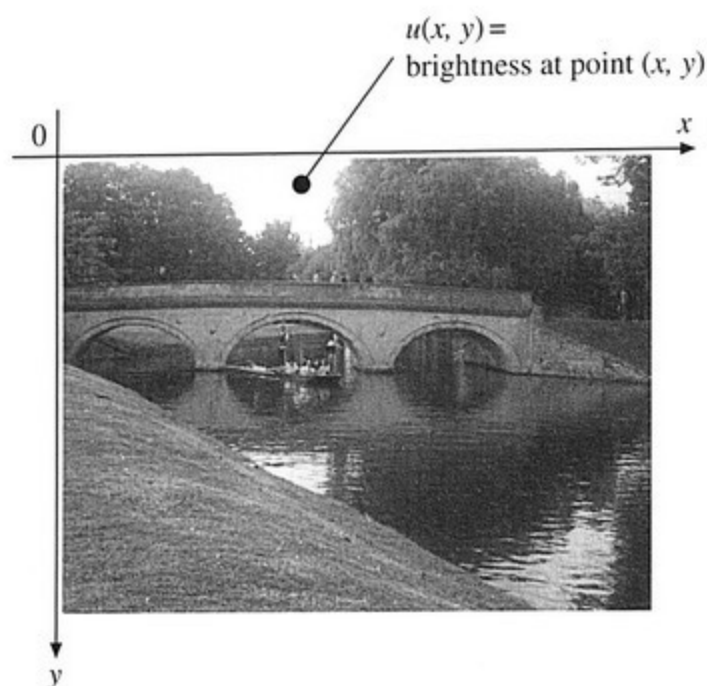 u(x, y) =
brightness at point (x, y)
0
x
y